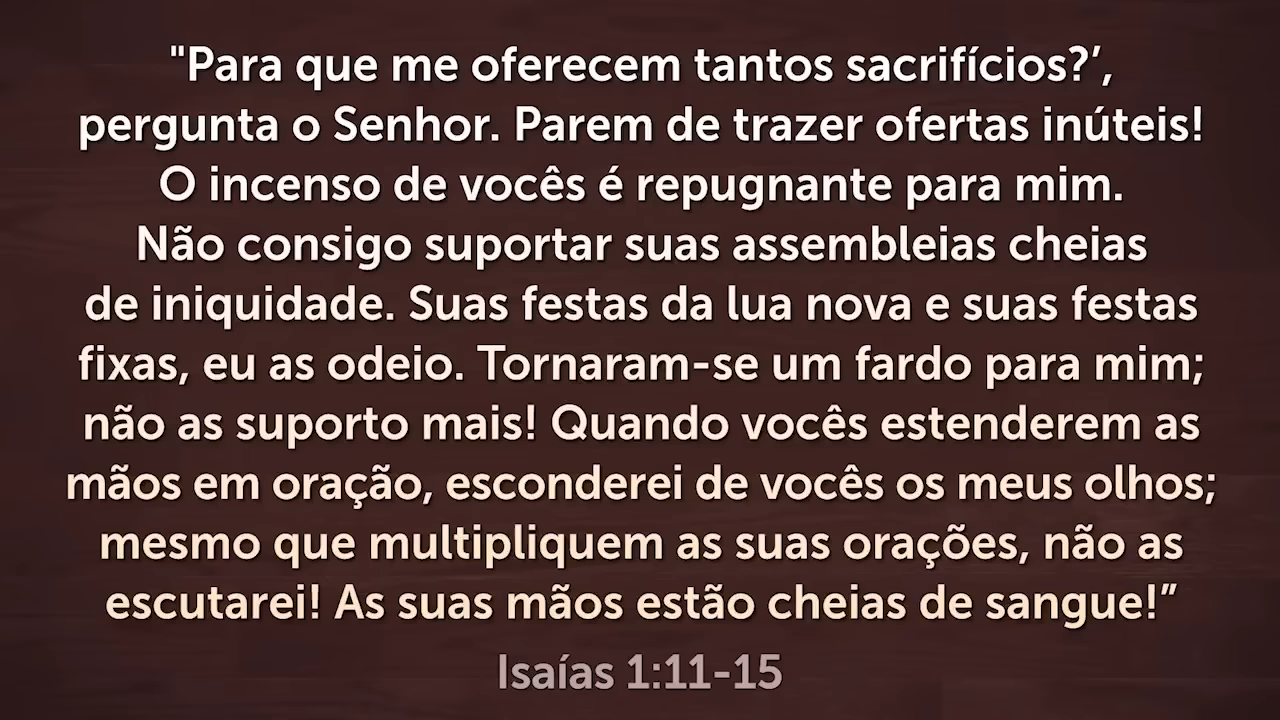 "Para que me oferecem tantos sacrifícios?’,
pergunta o Senhor. Parem de trazer ofertas inúteis!
O incenso de vocês é repugnante para mim.
Não consigo suportar suas assembleias cheias
de iniquidade. Suas festas da lua nova e suas festas
fixas, eu as odeio. Tornaram-se um fardo para mim;
não as suporto mais! Quando vocês estenderem as
mãos em oração, esconderei de vocês os meus olhos;
mesmo que multipliquem as suas orações, não as
escutarei! As suas mãos estão cheias de sangue!”
Isaías 1:11-15